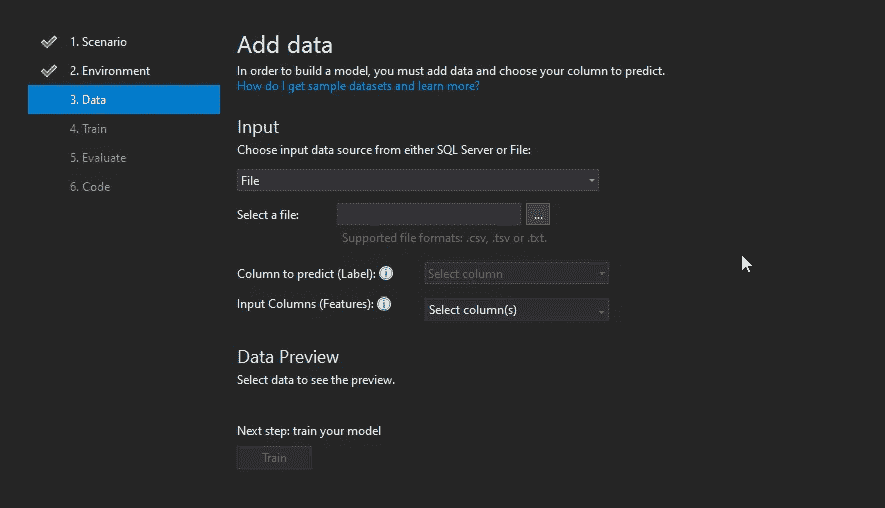 1. Scenario
2. Environment
3. Data
4. Train
5. Evaluate
6. Code
Add data
In order to build a model, you must add data and choose your column to predict.
How do I get sample datasets and learn more?
Input
Choose input data source from either SQL Server or File:
File
Select a file:
...
Supported file formats: .csv, .tsv or .txt.
Column to predict (Label): i
Select column
Input Columns (Features): i
Select column(s)
Data Preview
Select data to see the preview.
Next step: train your model
Train